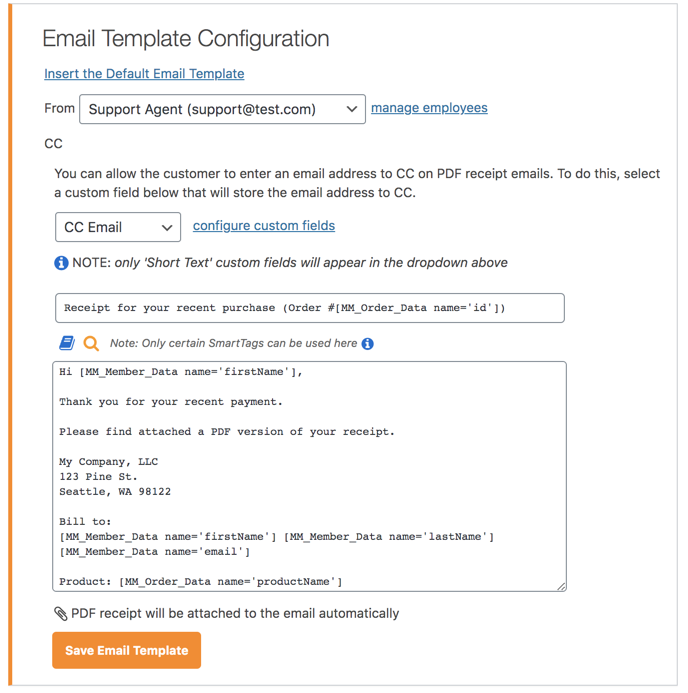 Email Template Configuration
Insert the Default Email Template
From Support Agent (support@test.com) manage employees
CC
You can allow the customer to enter an email address to CC on PDF receipt emails. To do this, select
a custom field below that will store the email address to CC.
CC Email configure custom fields
NOTE: only 'Short Text' custom fields will appear in the dropdown above
Receipt for your recent purchase (Order #[MM_Order_Data name='id'])
Note: Only certain SmartTags can be used here
Hi [MM_Member_Data name='firstName'],
Thank you for your recent payment.
Please find attached a PDF version of your receipt.
My Company, LLC
123 Pine St.
Seattle, WA 98122
Bill to:
[MM_Member_Data name='firstName'] [MM_Member_Data name='lastName']
[MM_Member_Data name='email']
Product: [MM_Order_Data name='productName']
PDF receipt will be attached to the email automatically
Save Email Template